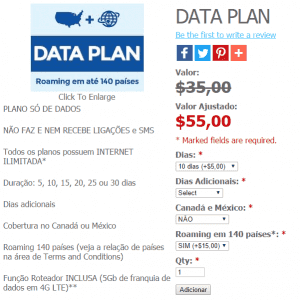 DATA PLAN
Roaming em até 140 países
Click To Enlarge
PLANO SÓ DE DADOS
NÃO FAZ E NEM RECEBE LIGAÇÕES e SMS
Todos os planos possuem INTERNET
ILIMITADA*
Duração: 5, 10, 15, 20, 25 ou 30 dias
Dias adicionais
Cobertura no Canadá ou México
Roaming 140 países (veja a relação de países
na área de Terms and Conditions)
Função Roteador INCLUSA (5Gb de franquia de
dados em 4G LTE)**
DATA PLAN
Be the first to write a review
Valor:
$35,00
Valor Ajustado:
$55,00
* Marked fields are required.
Dias: *
10 dias (+$5,00)
Dias Adicionais: *
Select
Canadá e México: *
NÃO
Roaming em 140 países*: *
SIM (+$15,00)
Qty: *
1
Adicionar